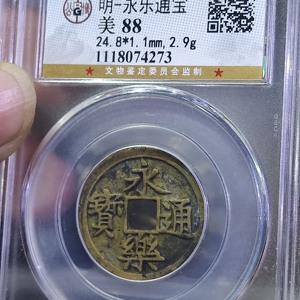 明-永乐通宝
美 88
24.8*1.1mm, 2.9g
文物鉴定委员会监制
1118074273
永樂通寶